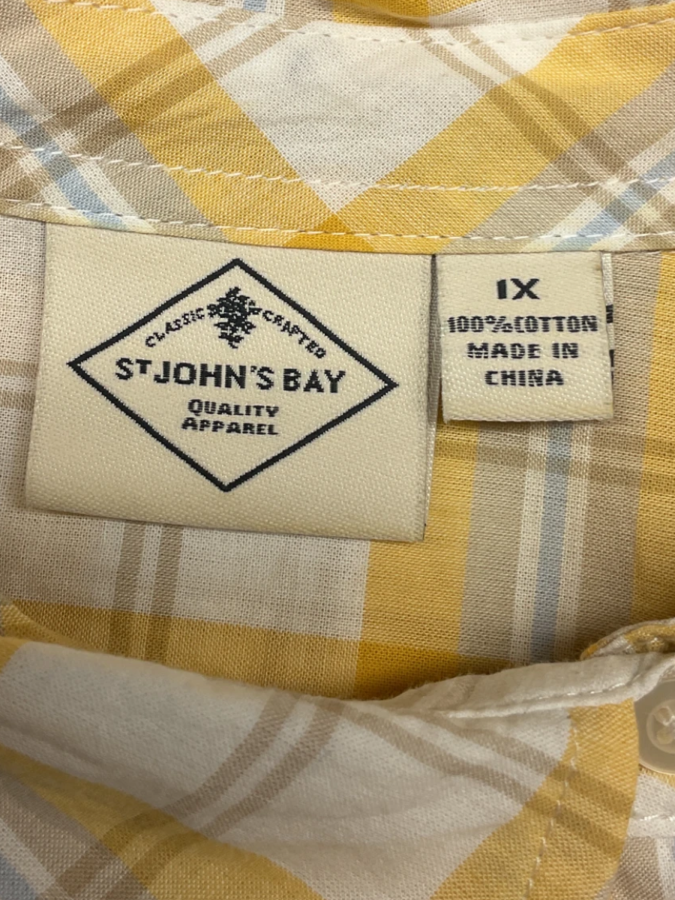 CLASSIC CRAFTED
ST JOHN'S BAY
QUALITY
APPAREL
1X
100% COTTON
MADE IN
CHINA